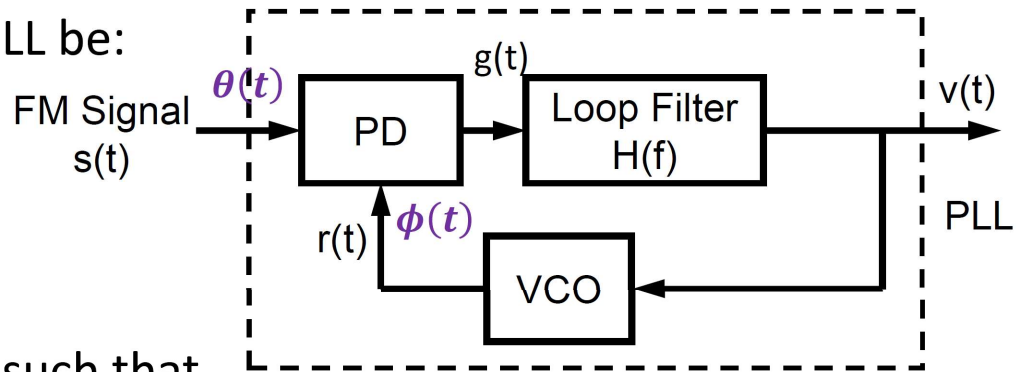 LL be:
θ(t)
FM Signal
s(t)
PD
g(t)
Loop Filter
H(f)
v(t)
PLL
r(t)
ϕ(t)
VCO
such that